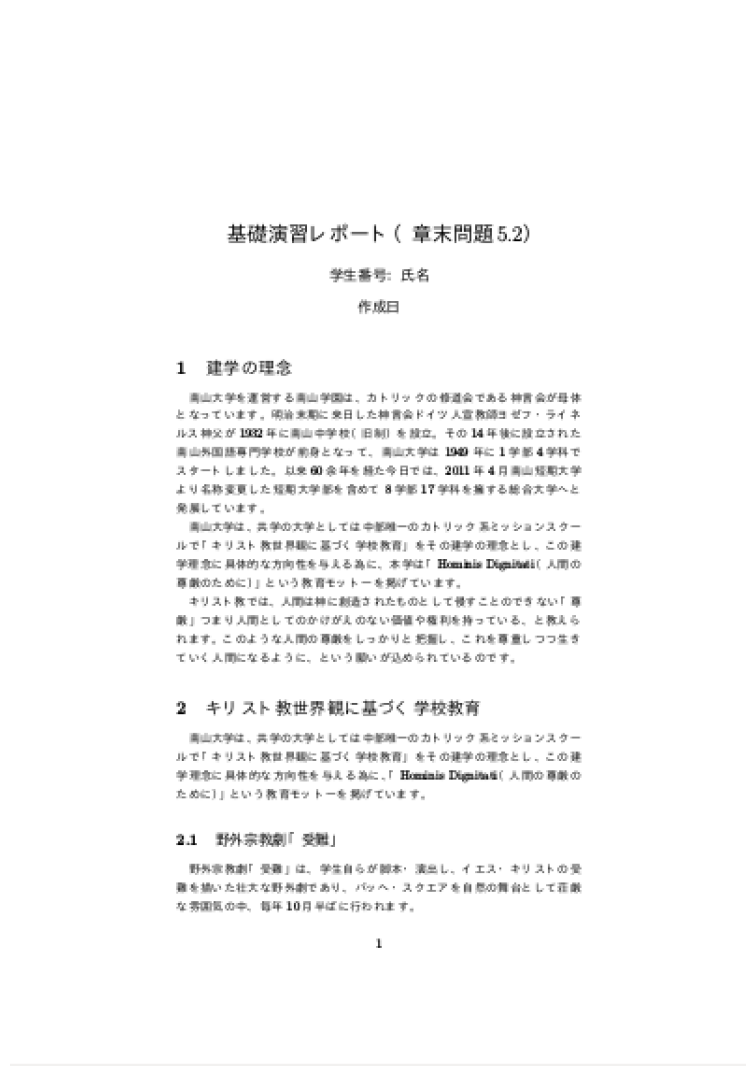 基礎演習レポート(章末問題 5.2)
学生番号: 氏名
作成日
1 建学の理念
南山大学を運営する南山学園は、カトリックの修道会である神言会が母体
となっています。明治末期に来日した神言会ドイツ人宣教師ヨゼフ・ライネ
ルス神父が 1932 年に南山中学校(旧制)を設立。その 14 年後に設立された
南山外国語専門学校が前身となって、南山大学は 1949 年に 1 学部 4 学科で
スタートしました。以来 60 余年を経た今日では、2011 年 4 月南山短期大学
より名称変更した短期大学部を含めて 8 学部 17 学科を擁する総合大学へと
発展しています。
南山大学は、共学の大学としては中部唯一のカトリック系ミッションスクー
ルで「キリスト教世界観に基づく学校教育」をその建学の理念とし、この建
学理念に具体的な方向性を与える為に、本学は「Hominis Dignitati(人間の
尊厳のために)」という教育モットーを掲げています。
キリスト教では、人間は神に創造されたものとして侵すことのできない「尊
厳」つまり人間としてのかけがえのない価値や権利を持っている、と教えら
れます。このような人間の尊厳をしっかりと把握し、これを尊重しつつ生き
ていく人間になるように、という願いが込められているのです。
2 キリスト教世界観に基づく学校教育
南山大学は、共学の大学としては中部唯一のカトリック系ミッションスクー
ルで「キリスト教世界観に基づく学校教育」をその建学の理念とし、この建
学理念に具体的な方向性を与える為に、「Hominis Dignitati(人間の尊厳の
ために)」という教育モットーを掲げています。
2.1 野外宗教劇「受難」
野外宗教劇「受難」は、学生自らが脚本・演出し、イエス・キリストの受
難を描いた壮大な野外劇であり、バッヘ・スクエアを自然の舞台として荘厳
な雰囲気の中、毎年 10 月半ばに行われます。
1